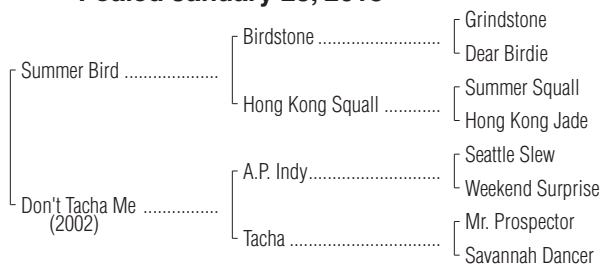 Foaled January
Grindstone
Birdstone ..........................
Dear Birdie
Summer Bird ....................
Summer Squall
Hong Kong Squall ............
Hong Kong Jade
Seattle Slew
A.P. Indy............................
Weekend Surprise
Don't Tacha Me ................
(2002)
Mr. Prospector
Tacha ................................
Savannah Dancer